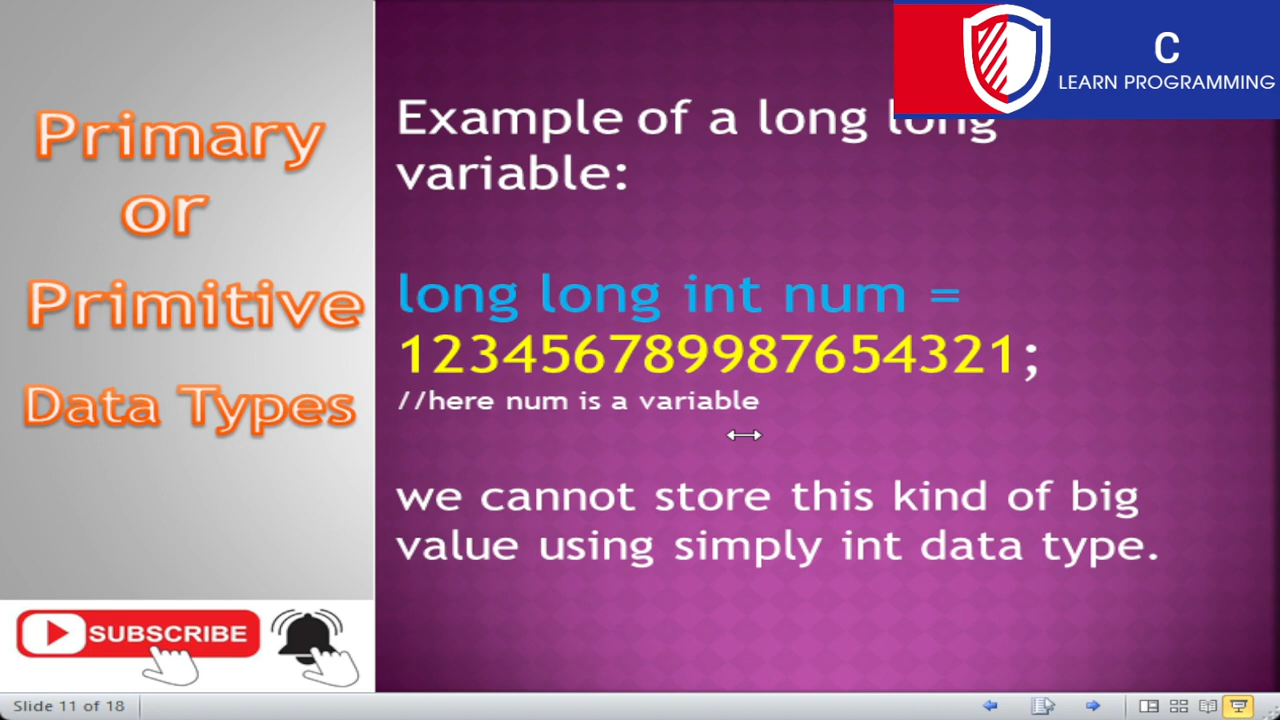 C
LEARN PROGRAMMING
Primary
or
Primitive
Data Types
Example of a long long
variable:
long long int num =
123456789987654321;
//here num is a variable
we cannot store this kind of big
value using simply int data type.
SUBSCRIBE
Slide 11 of 18